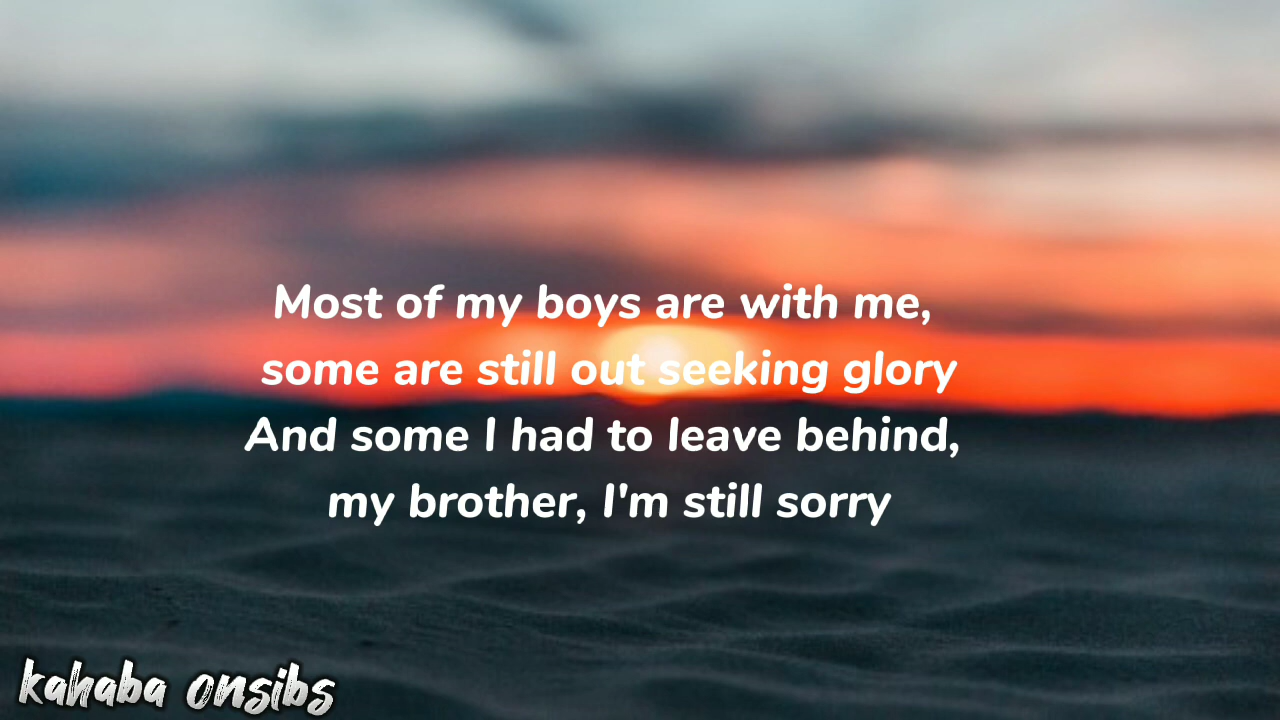 Most of my boys are with me,
some are still out seeking glory
And some I had to leave behind,
my brother, I'm still sorry
kahaba onsibs